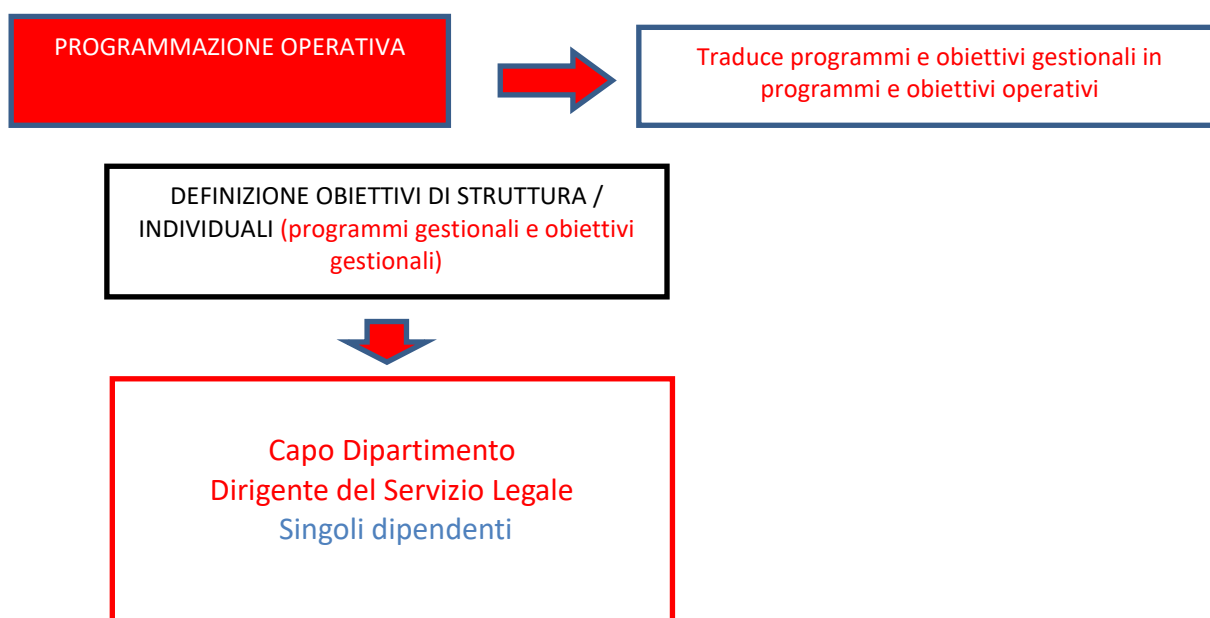 PROGRAMMAZIONE OPERATIVA
Traduce programmi e obiettivi gestionali in
programmi e obiettivi operativi
DEFINIZIONE OBIETTIVI DI STRUTTURA /
INDIVIDUALI (programmi gestionali e obiettivi
gestionali)
Capo Dipartimento
Dirigente del Servizio Legale
Singoli dipendenti